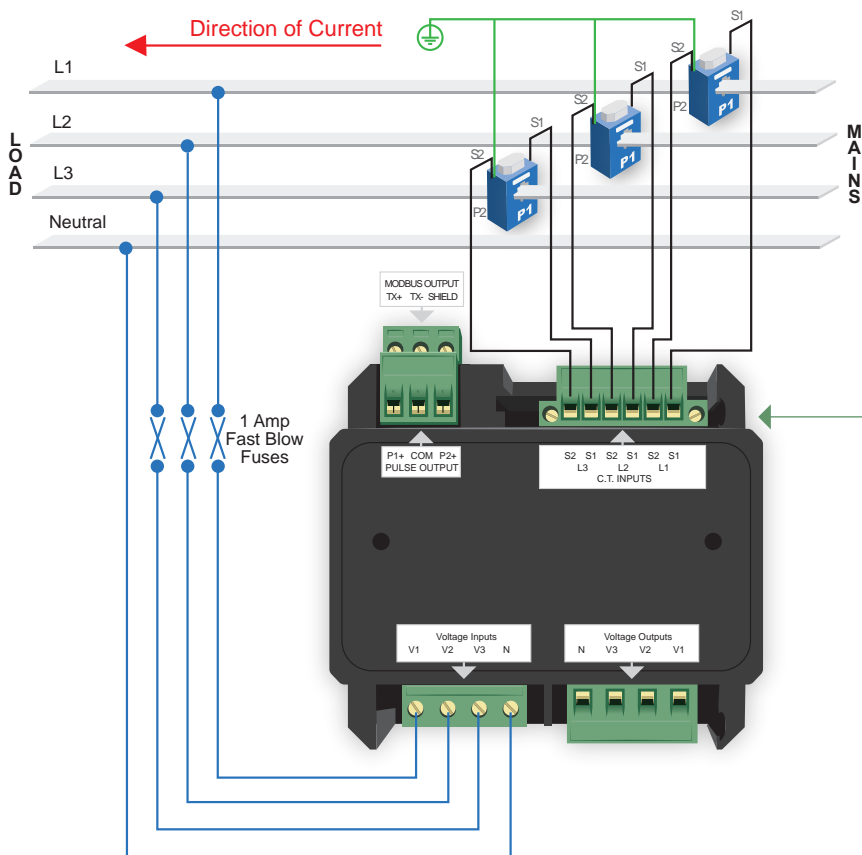 Direction of Current
S1
S2
P2
P1
S1
S2
P2
P1
S1
S2
P2
P1
L1
L2
L3
Neutral
LOAD
MAINS
MODBUS OUTPUT
TX+ TX- SHIELD
1 Amp
Fast Blow
Fuses
P1+ COM P2+
PULSE OUTPUT
S2 S1 S2 S1 S2 S1
L3 L2 L1
C.T. INPUTS
Voltage Inputs
V1 V2 V3 N
Voltage Outputs
N V3 V2 V1